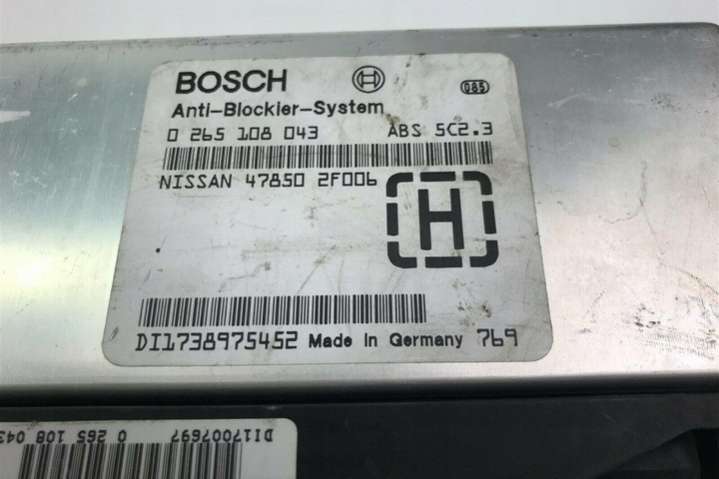 BOSCH 085
Anti-Blockier-System
0 265 108 043 ABS SC2.3
NISSAN 47850 2F006
H
DI1738975452 Made in Germany 769
DI17007697 0 265 108 043